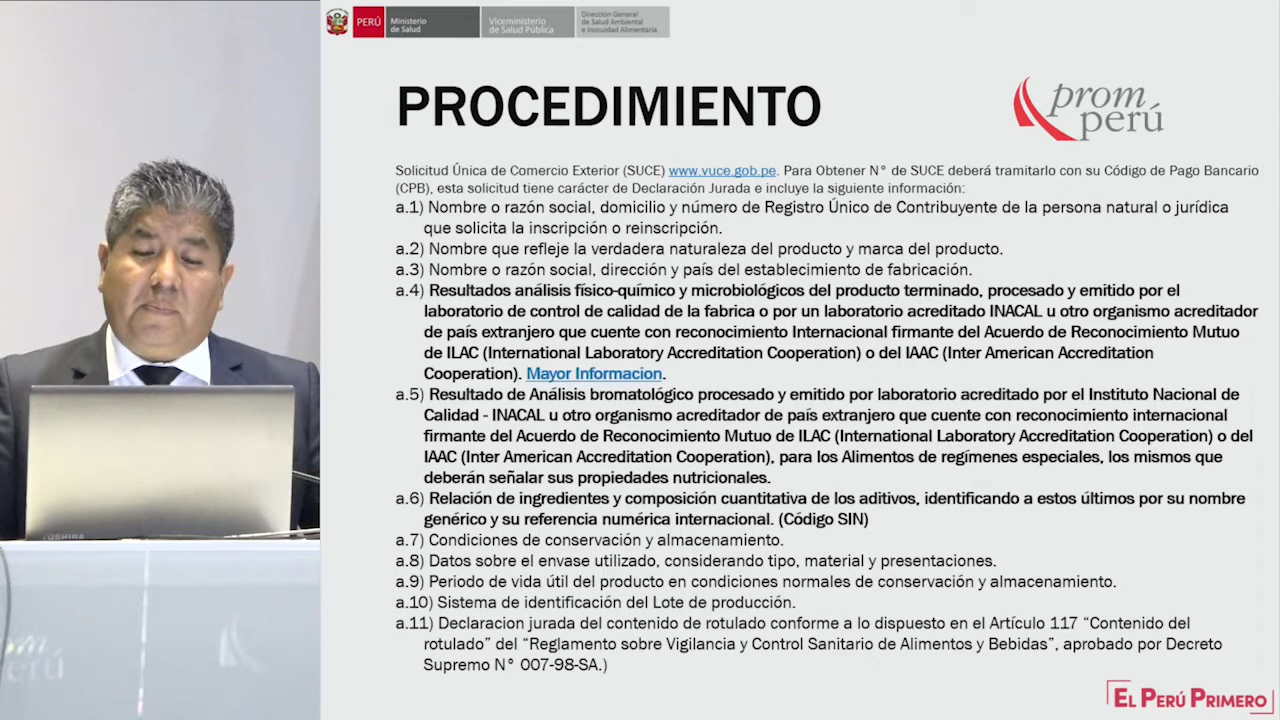 PERÚ
Ministerio
de Salud
Viceministerio
de Salud Pública
Dirección General
de Salud Ambiental
e Inocuidad Alimentaria
PROCEDIMIENTO
prom
perú
Solicitud Única de Comercio Exterior (SUCE) www.vuce.gob.pe. Para Obtener N° de SUCE deberá tramitarlo con su Código de Pago Bancario
(CPB), esta solicitud tiene carácter de Declaración Jurada e incluye la siguiente información:
a.1) Nombre o razón social, domicilio y número de Registro Único de Contribuyente de la persona natural o jurídica
que solicita la inscripción o reinscripción.
a.2) Nombre que refleje la verdadera naturaleza del producto y marca del producto.
a.3) Nombre o razón social, dirección y país del establecimiento de fabricación.
a.4) Resultados análisis físico-químico y microbiológicos del producto terminado, procesado y emitido por el
laboratorio de control de calidad de la fabrica o por un laboratorio acreditado INACAL u otro organismo acreditador
de país extranjero que cuente con reconocimiento Internacional firmante del Acuerdo de Reconocimiento Mutuo
de ILAC (International Laboratory Accreditation Cooperation) o del IAAC (Inter American Accreditation
Cooperation). Mayor Informacion.
a.5) Resultado de Análisis bromatológico procesado y emitido por laboratorio acreditado por el Instituto Nacional de
Calidad - INACAL u otro organismo acreditador de país extranjero que cuente con reconocimiento internacional
firmante del Acuerdo de Reconocimiento Mutuo de ILAC (International Laboratory Accreditation Cooperation) o del
IAAC (Inter American Accreditation Cooperation), para los Alimentos de regímenes especiales, los mismos que
deberán señalar sus propiedades nutricionales.
a.6) Relación de ingredientes y composición cuantitativa de los aditivos, identificando a estos últimos por su nombre
genérico y su referencia numérica internacional. (Código SIN)
a.7) Condiciones de conservación y almacenamiento.
a.8) Datos sobre el envase utilizado, considerando tipo, material y presentaciones.
a.9) Periodo de vida útil del producto en condiciones normales de conservación y almacenamiento.
a.10) Sistema de identificación del Lote de producción.
a.11) Declaracion jurada del contenido de rotulado conforme a lo dispuesto en el Artículo 117 “Contenido del
rotulado” del “Reglamento sobre Vigilancia y Control Sanitario de Alimentos y Bebidas”, aprobado por Decreto
Supremo N° 007-98-SA.)
EL PERÚ PRIMERO
TOSHIBA
prom
perú